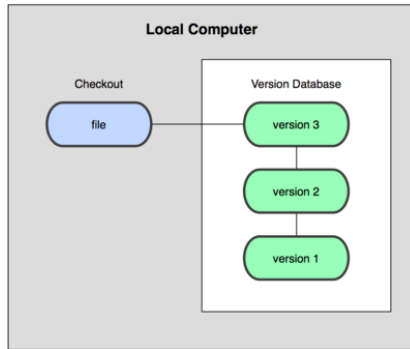 Local Computer
Checkout
Version Database
file
version 3
version 2
version 1